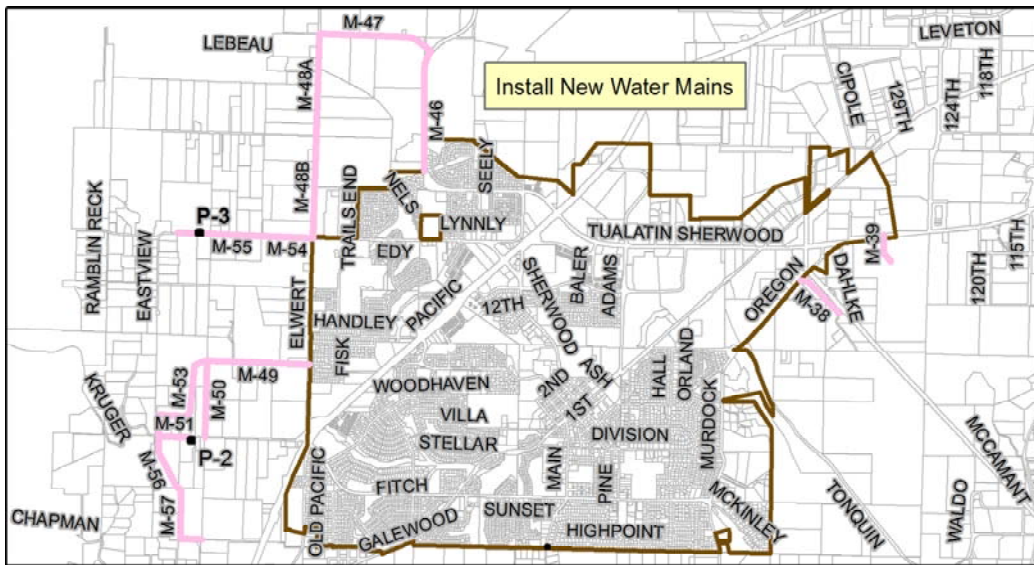 M-47
LEBEAU
LEVETON
M-48A
Install New Water Mains
CIPOLE
129TH
124TH
118TH
M-46
SEELY
NELS
M-48B
TRAILS END
RAMBLIN RECK
EASTVIEW
P-3
M-55
M-54
LYNNLY
EDY
TUALATIN SHERWOOD
M-39
115TH
120TH
OREGON
DAHLKE
M-38
ELWERT
PACIFIC
SHERWOOD
BALER
ADAMS
12TH
HANDLEY
FISK
M-49
M-53
M-50
KRUGER
M-51
P-2
M-56
M-57
CHAPMAN
WOODHAVEN
2ND
ASH
1ST
HALL
ORLAND
VILLA
STELLAR
DIVISION
MURDOCK
MAIN
PINE
FITCH
OLD PACIFIC
GALEWOOD
SUNSET
HIGHPOINT
MCKINLEY
TONQUIN
WALDO
MCCAMANT